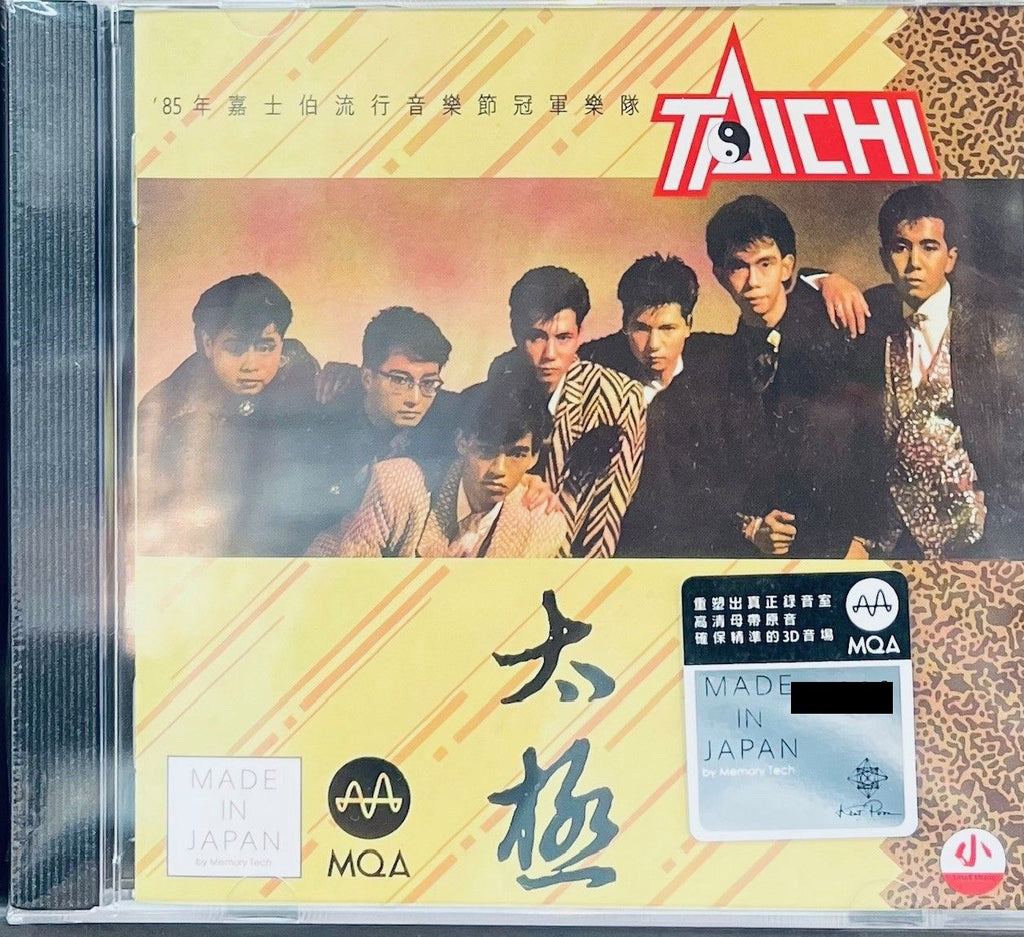 '85年嘉士伯流行音樂節冠軍樂隊
TAICHI
太極
重塑出真正錄音室
高清母帶原音
確保精準的3D音場
MQA
MADE
IN
JAPAN
by Memory Tech
MADE
IN
JAPAN
by Memory Tech
MQA
小